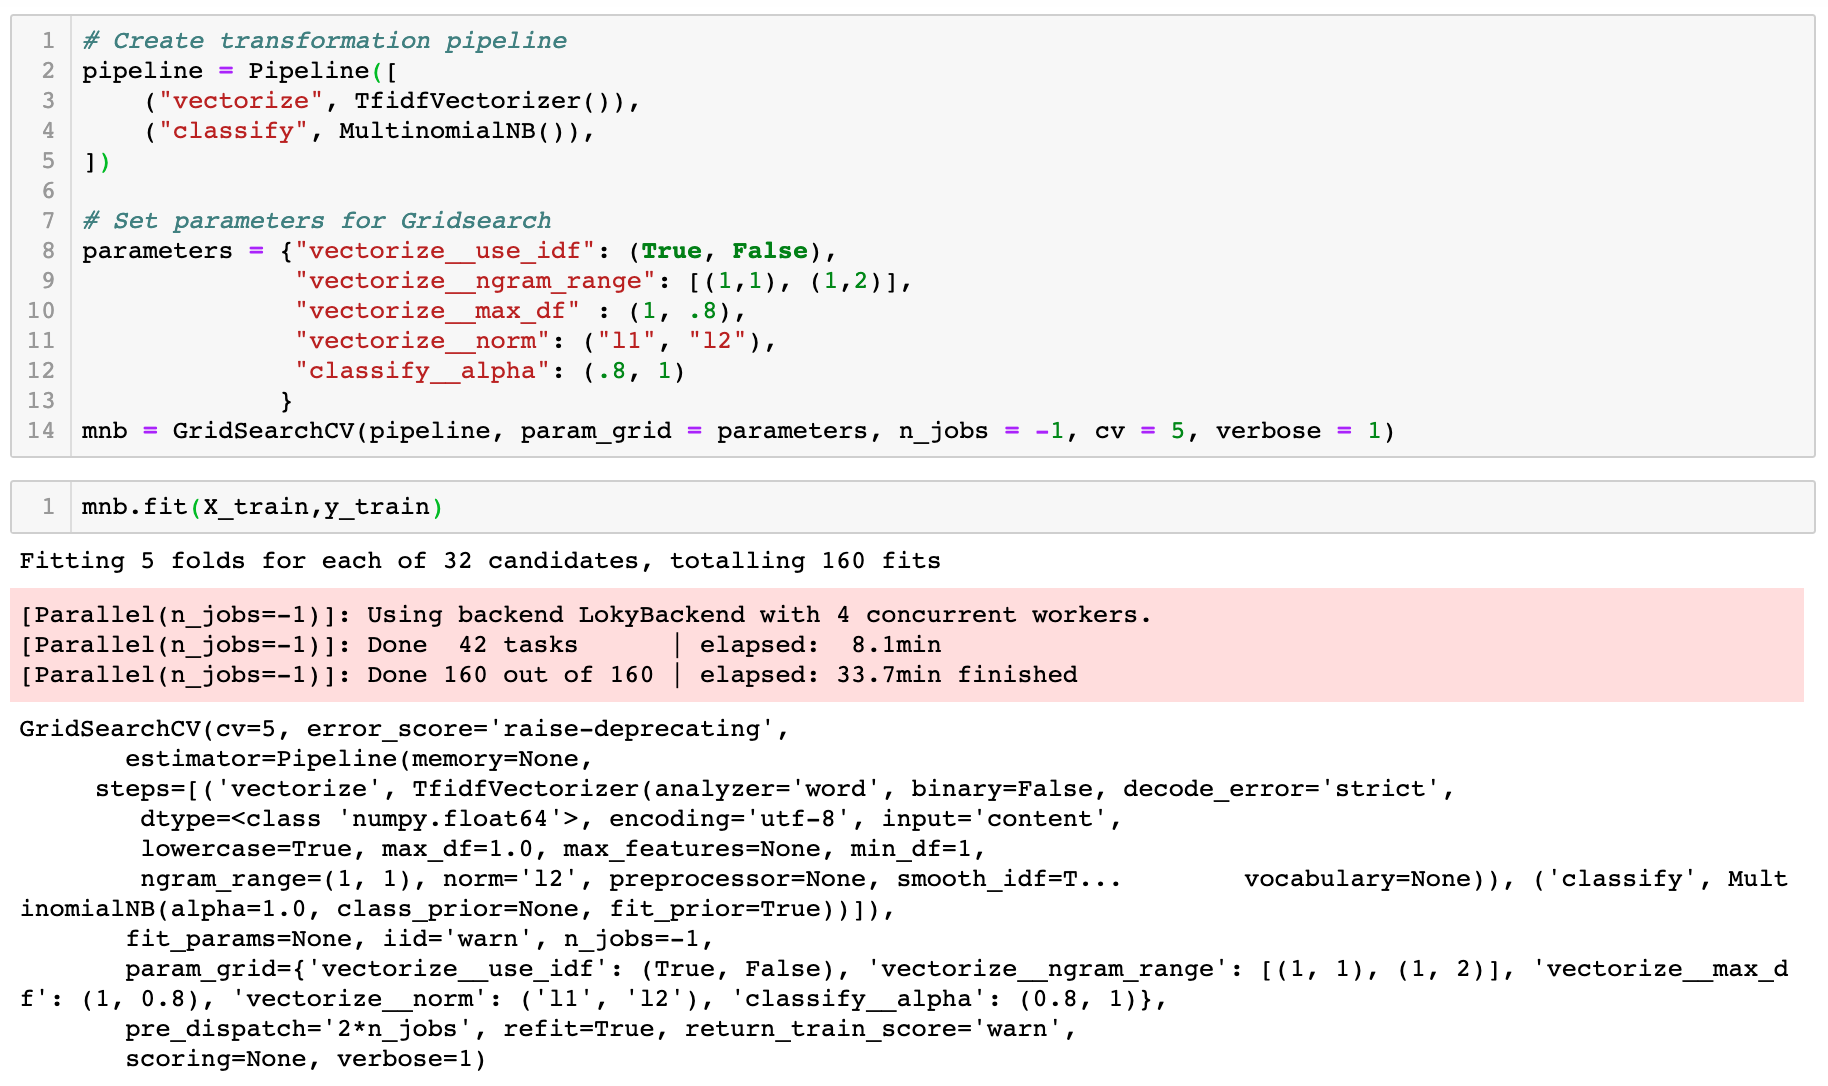 1 # Create transformation pipeline
2 pipeline = Pipeline([
3     ("vectorize", TfidfVectorizer()),
4     ("classify", MultinomialNB()),
5 ])
6
7 # Set parameters for Gridsearch
8 parameters = {"vectorize__use_idf": (True, False),
9               "vectorize__ngram_range": [(1,1), (1,2)],
10               "vectorize__max_df" : (1, .8),
11               "vectorize__norm": ("l1", "l2"),
12               "classify__alpha": (.8, 1)
13              }
14 mnb = GridSearchCV(pipeline, param_grid = parameters, n_jobs = -1, cv = 5, verbose = 1)
1 mnb.fit(X_train,y_train)
Fitting 5 folds for each of 32 candidates, totalling 160 fits
[Parallel(n_jobs=-1)]: Using backend LokyBackend with 4 concurrent workers.
[Parallel(n_jobs=-1)]: Done  42 tasks      | elapsed:  8.1min
[Parallel(n_jobs=-1)]: Done 160 out of 160 | elapsed: 33.7min finished
GridSearchCV(cv=5, error_score='raise-deprecating',
       estimator=Pipeline(memory=None,
     steps=[('vectorize', TfidfVectorizer(analyzer='word', binary=False, decode_error='strict',
        dtype=<class 'numpy.float64'>, encoding='utf-8', input='content',
        lowercase=True, max_df=1.0, max_features=None, min_df=1,
        ngram_range=(1, 1), norm='l2', preprocessor=None, smooth_idf=T...        vocabulary=None)), ('classify', Mult
inomialNB(alpha=1.0, class_prior=None, fit_prior=True))]),
       fit_params=None, iid='warn', n_jobs=-1,
       param_grid={'vectorize__use_idf': (True, False), 'vectorize__ngram_range': [(1, 1), (1, 2)], 'vectorize__max_d
f': (1, 0.8), 'vectorize__norm': ('l1', 'l2'), 'classify__alpha': (0.8, 1)},
       pre_dispatch='2*n_jobs', refit=True, return_train_score='warn',
       scoring=None, verbose=1)